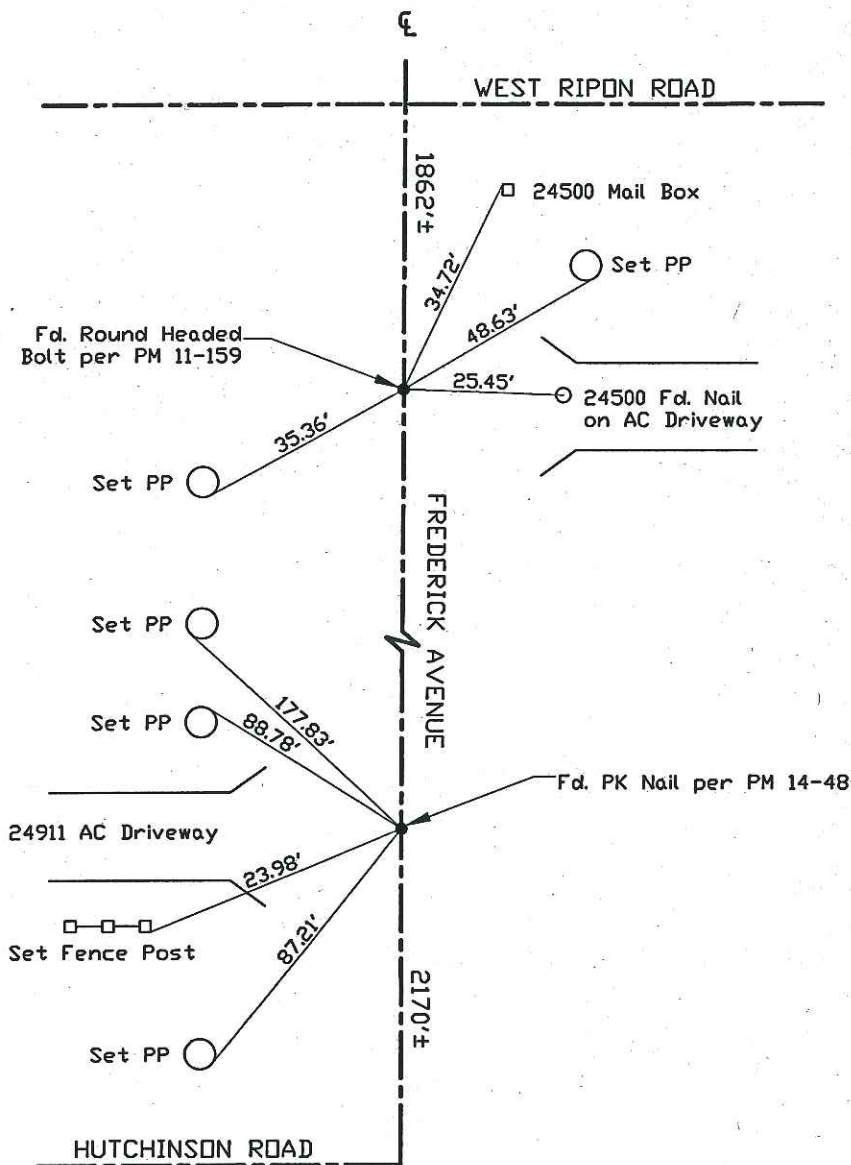 ℄
WEST RIPON ROAD
1862'±
24500 Mail Box
34.72'
Set PP
48.63'
Fd. Round Headed
Bolt per PM 11-159
25.45'
24500 Fd. Nail
on AC Driveway
35.36'
Set PP
FREDERICK AVENUE
Set PP
177.83'
Set PP
88.78'
Fd. PK Nail per PM 14-48
24911 AC Driveway
23.98'
Set Fence Post
87.21'
2170'±
Set PP
HUTCHINSON ROAD